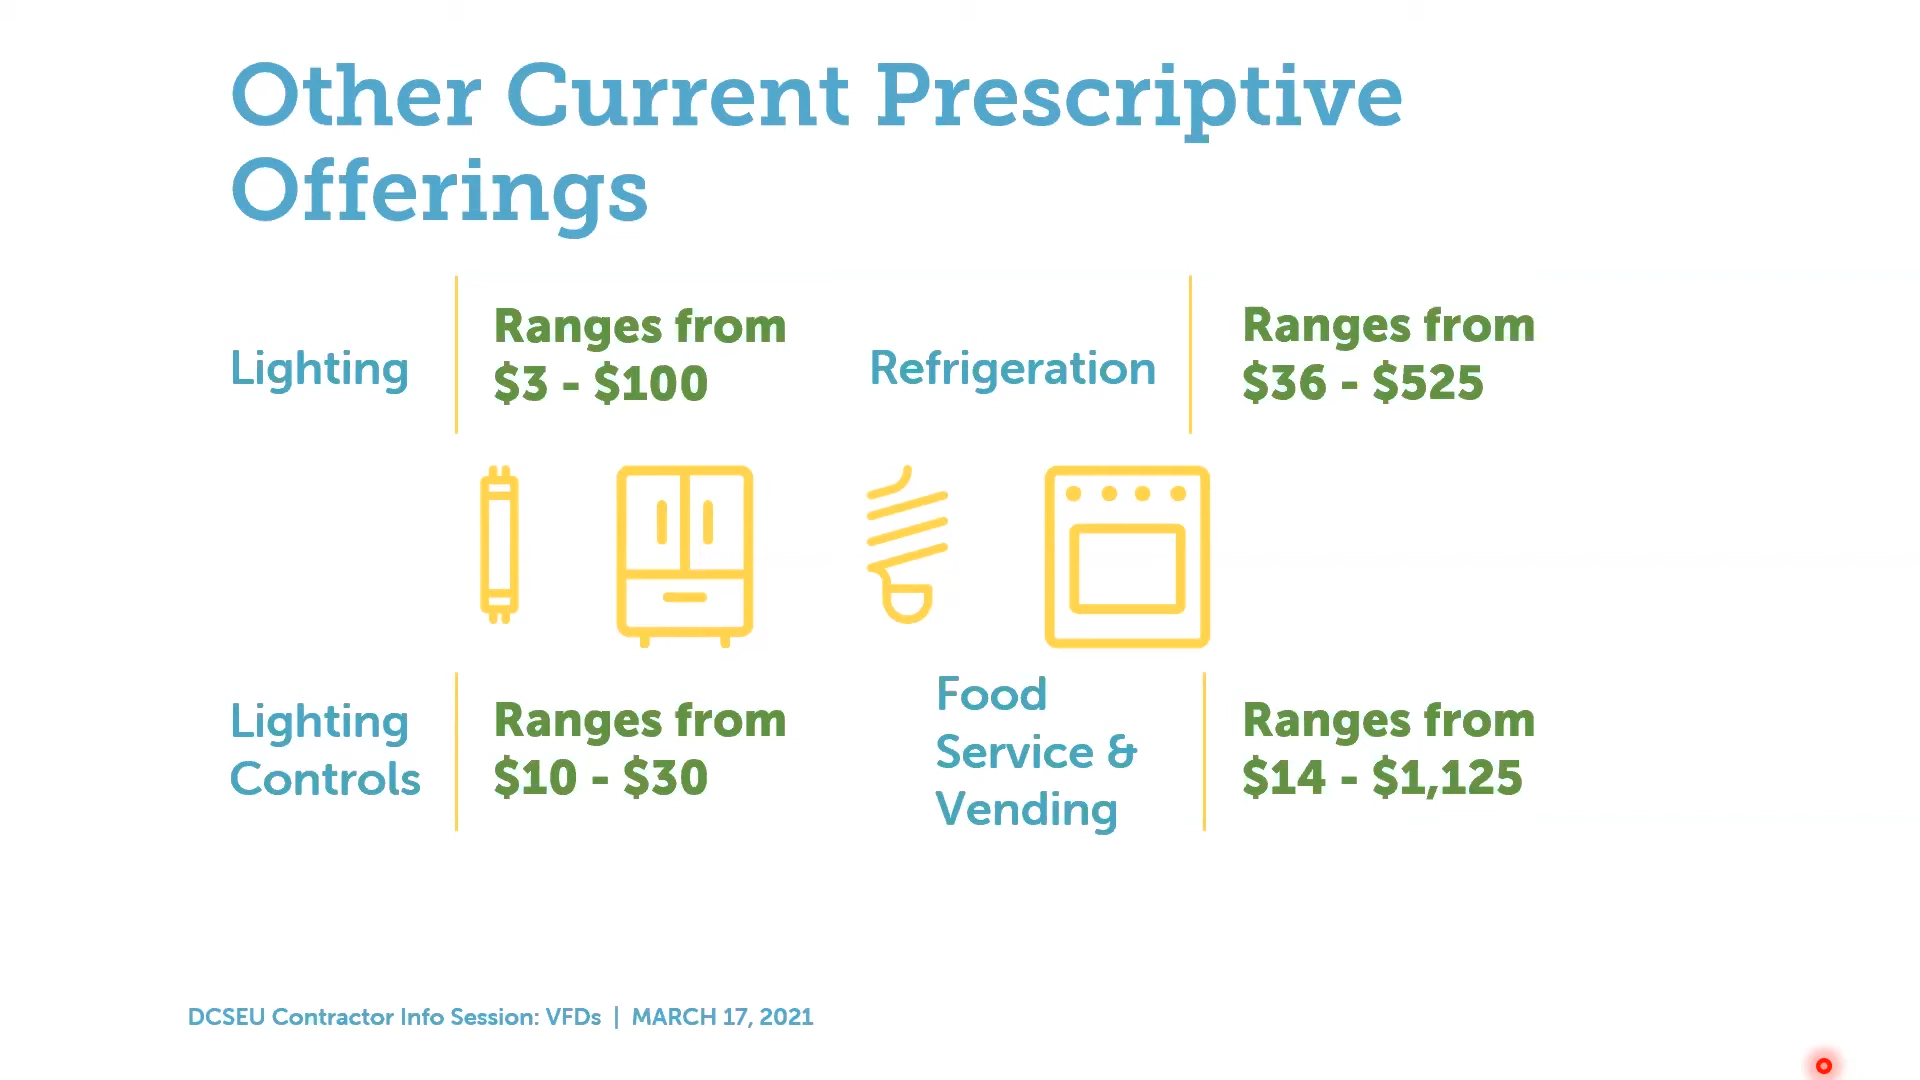 Other Current Prescriptive
Offerings
Lighting
Ranges from
$3 - $100
Refrigeration
Ranges from
$36 - $525
Lighting
Controls
Ranges from
$10 - $30
Food
Service &
Vending
Ranges from
$14 - $1,125
DCSEU Contractor Info Session: VFDs | MARCH 17, 2021